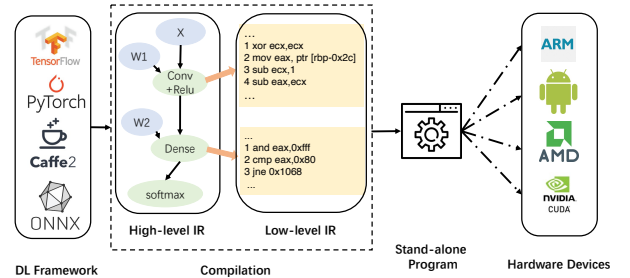 TensorFlow
PyTorch
Caffe2
ONNX
DL Framework
X
W1
Conv
+Relu
W2
Dense
softmax
High-level IR
...
1 xor ecx,ecx
2 mov eax, ptr [rbp-0x2c]
3 sub ecx,1
4 sub eax,ecx
...
...
1 and eax,0xfff
2 cmp eax,0x80
3 jne 0x1068
...
Low-level IR
Compilation
Stand-alone
Program
ARM
AMD
NVIDIA.
CUDA
Hardware Devices